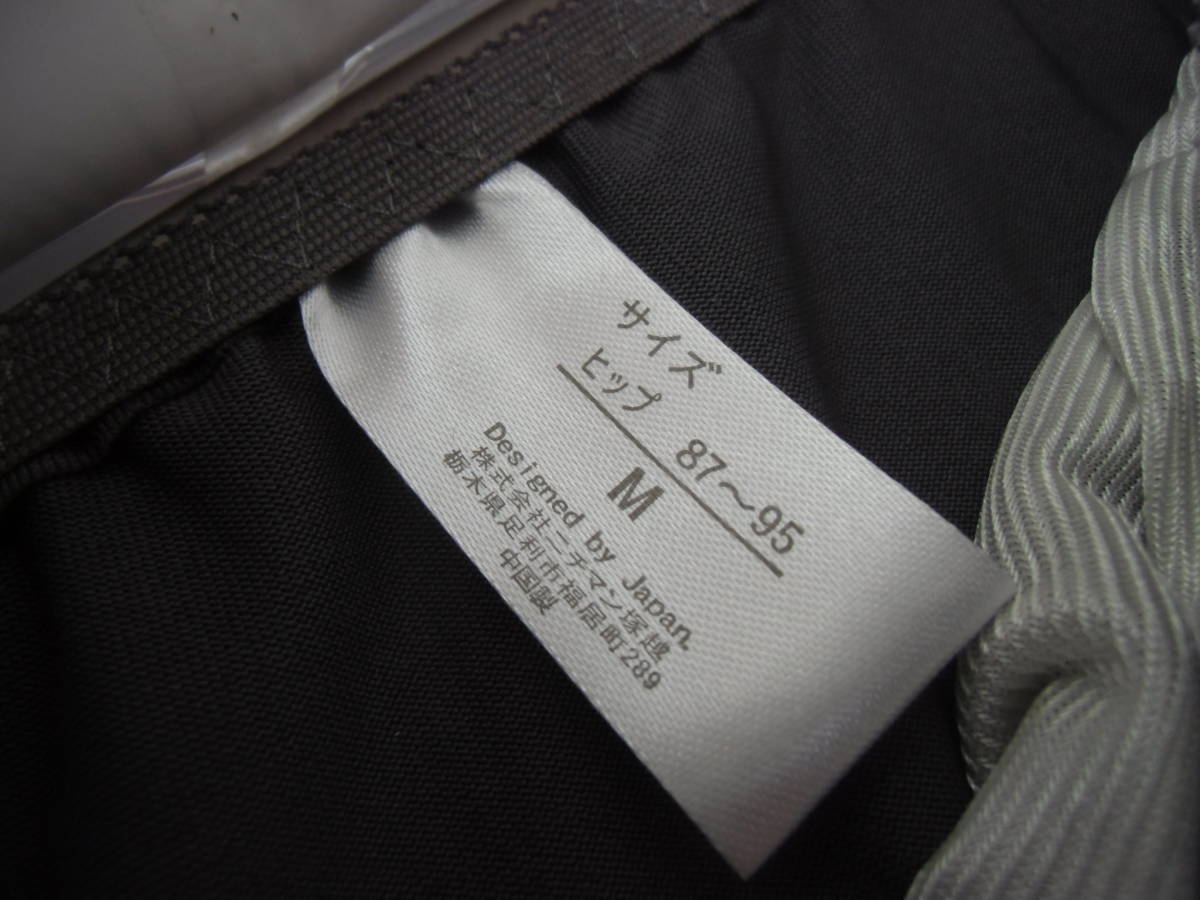 サイズ
ヒップ 87〜95
M
Designed by Japan.
株式会社ニチマン塚越
栃木県足利市福居町289
中国製